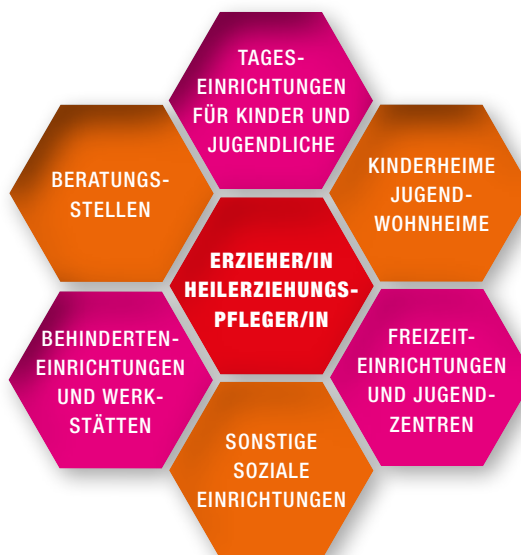 TAGES-
EINRICHTUNGEN
FÜR KINDER UND
JUGENDLICHE
BERATUNGS-
STELLEN
KINDERHEIME
JUGEND-
WOHNHEIME
ERZIEHER/IN
HEILERZIEHUNGS-
PFLEGER/IN
BEHINDERTEN-
EINRICHTUNGEN
UND WERK-
STÄTTEN
FREIZEIT-
EINRICHTUNGEN
UND JUGEND-
ZENTREN
SONSTIGE
SOZIALE
EINRICHTUNGEN